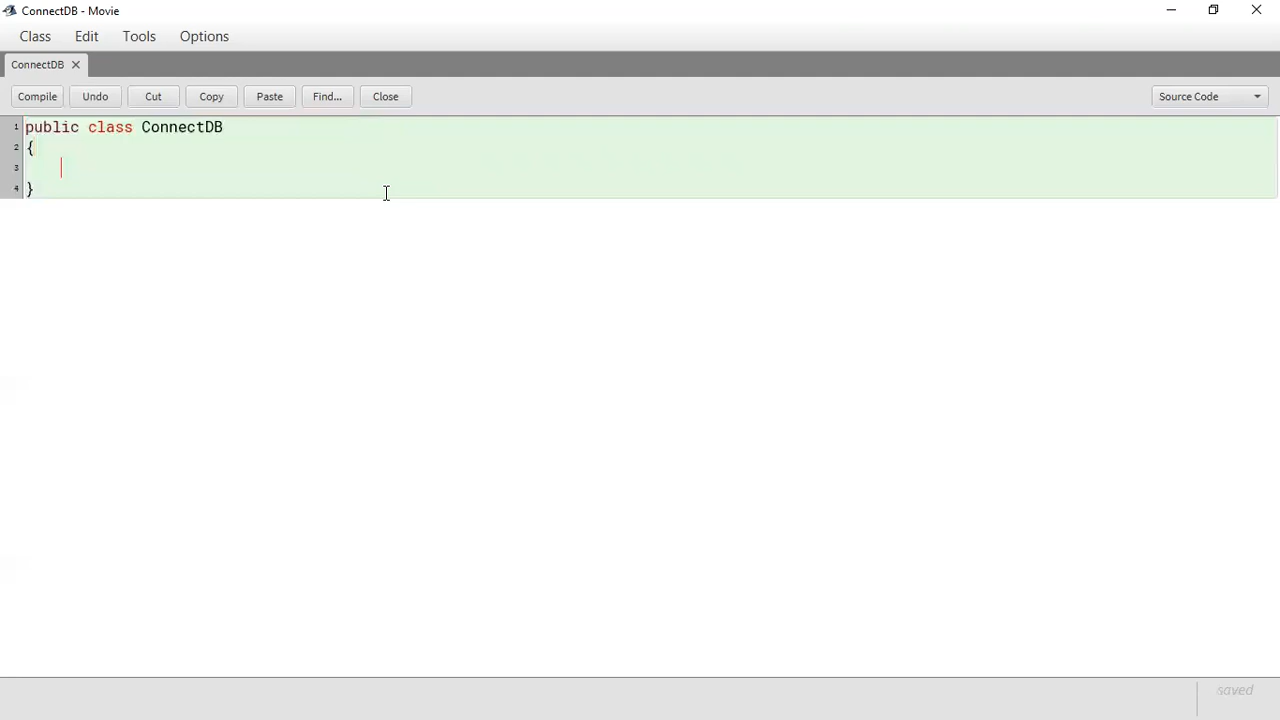 ConnectDB - Movie
Class Edit Tools Options
ConnectDB
Compile Undo Cut Copy Paste Find... Close Source Code
1 public class ConnectDB
2 {
3
4 }
saved